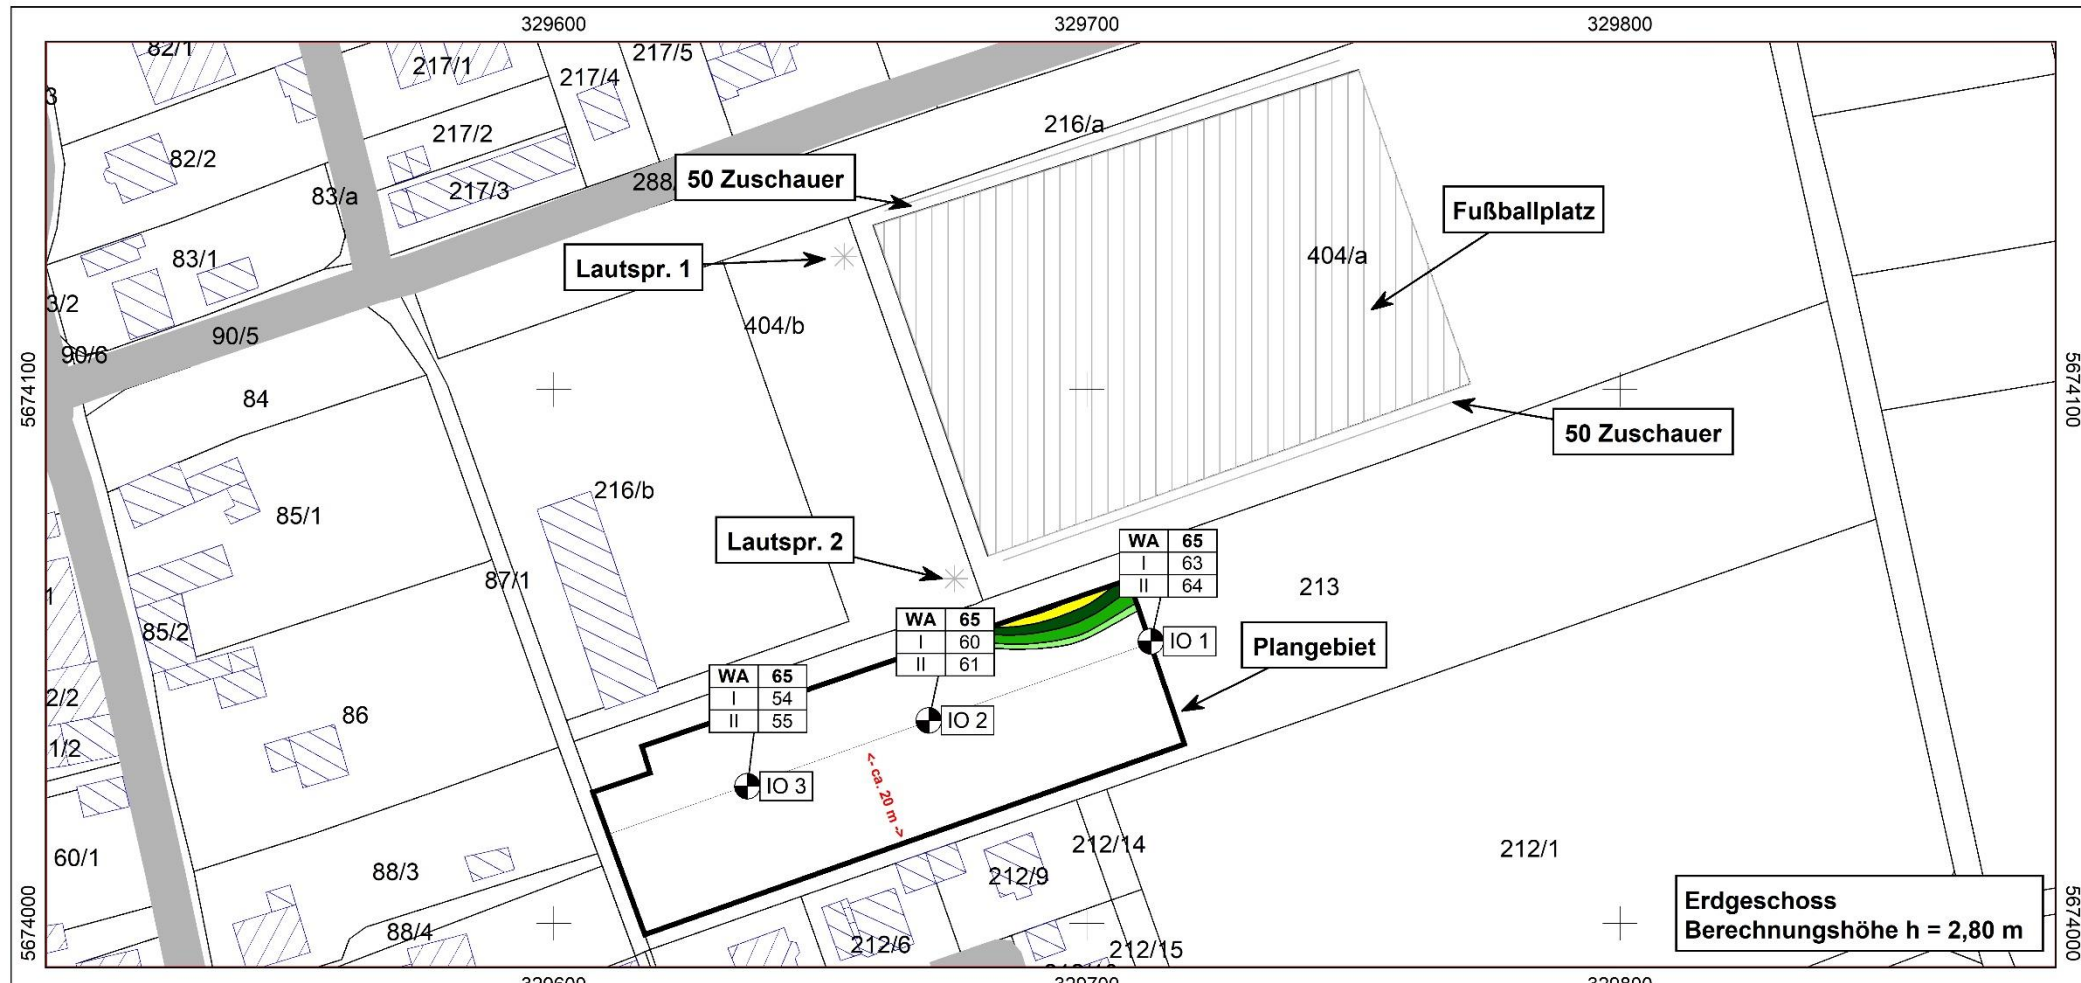 329600
329700
329800
82/1
217/1
217/4
217/5
3
217/2
216/a
82/2
50 Zuschauer
288/
217/3
83/a
Fußballplatz
404/a
83/1
Lautspr. 1
3/2
404/b
90/5
90/6
5674100
5674100
84
50 Zuschauer
216/b
85/1
Lautspr. 2
WA 65
I 63
II 64
87/1
213
1
85/2
WA 65
I 60
II 61
IO 1
Plangebiet
WA 65
I 54
II 55
2/2
86
IO 2
1/2
IO 3
<- ca. 20 m ->
60/1
88/3
212/14
212/1
212/9
Erdgeschoss
Berechnungshöhe h = 2,80 m
5674000
5674000
88/4
212/6
212/15
329700